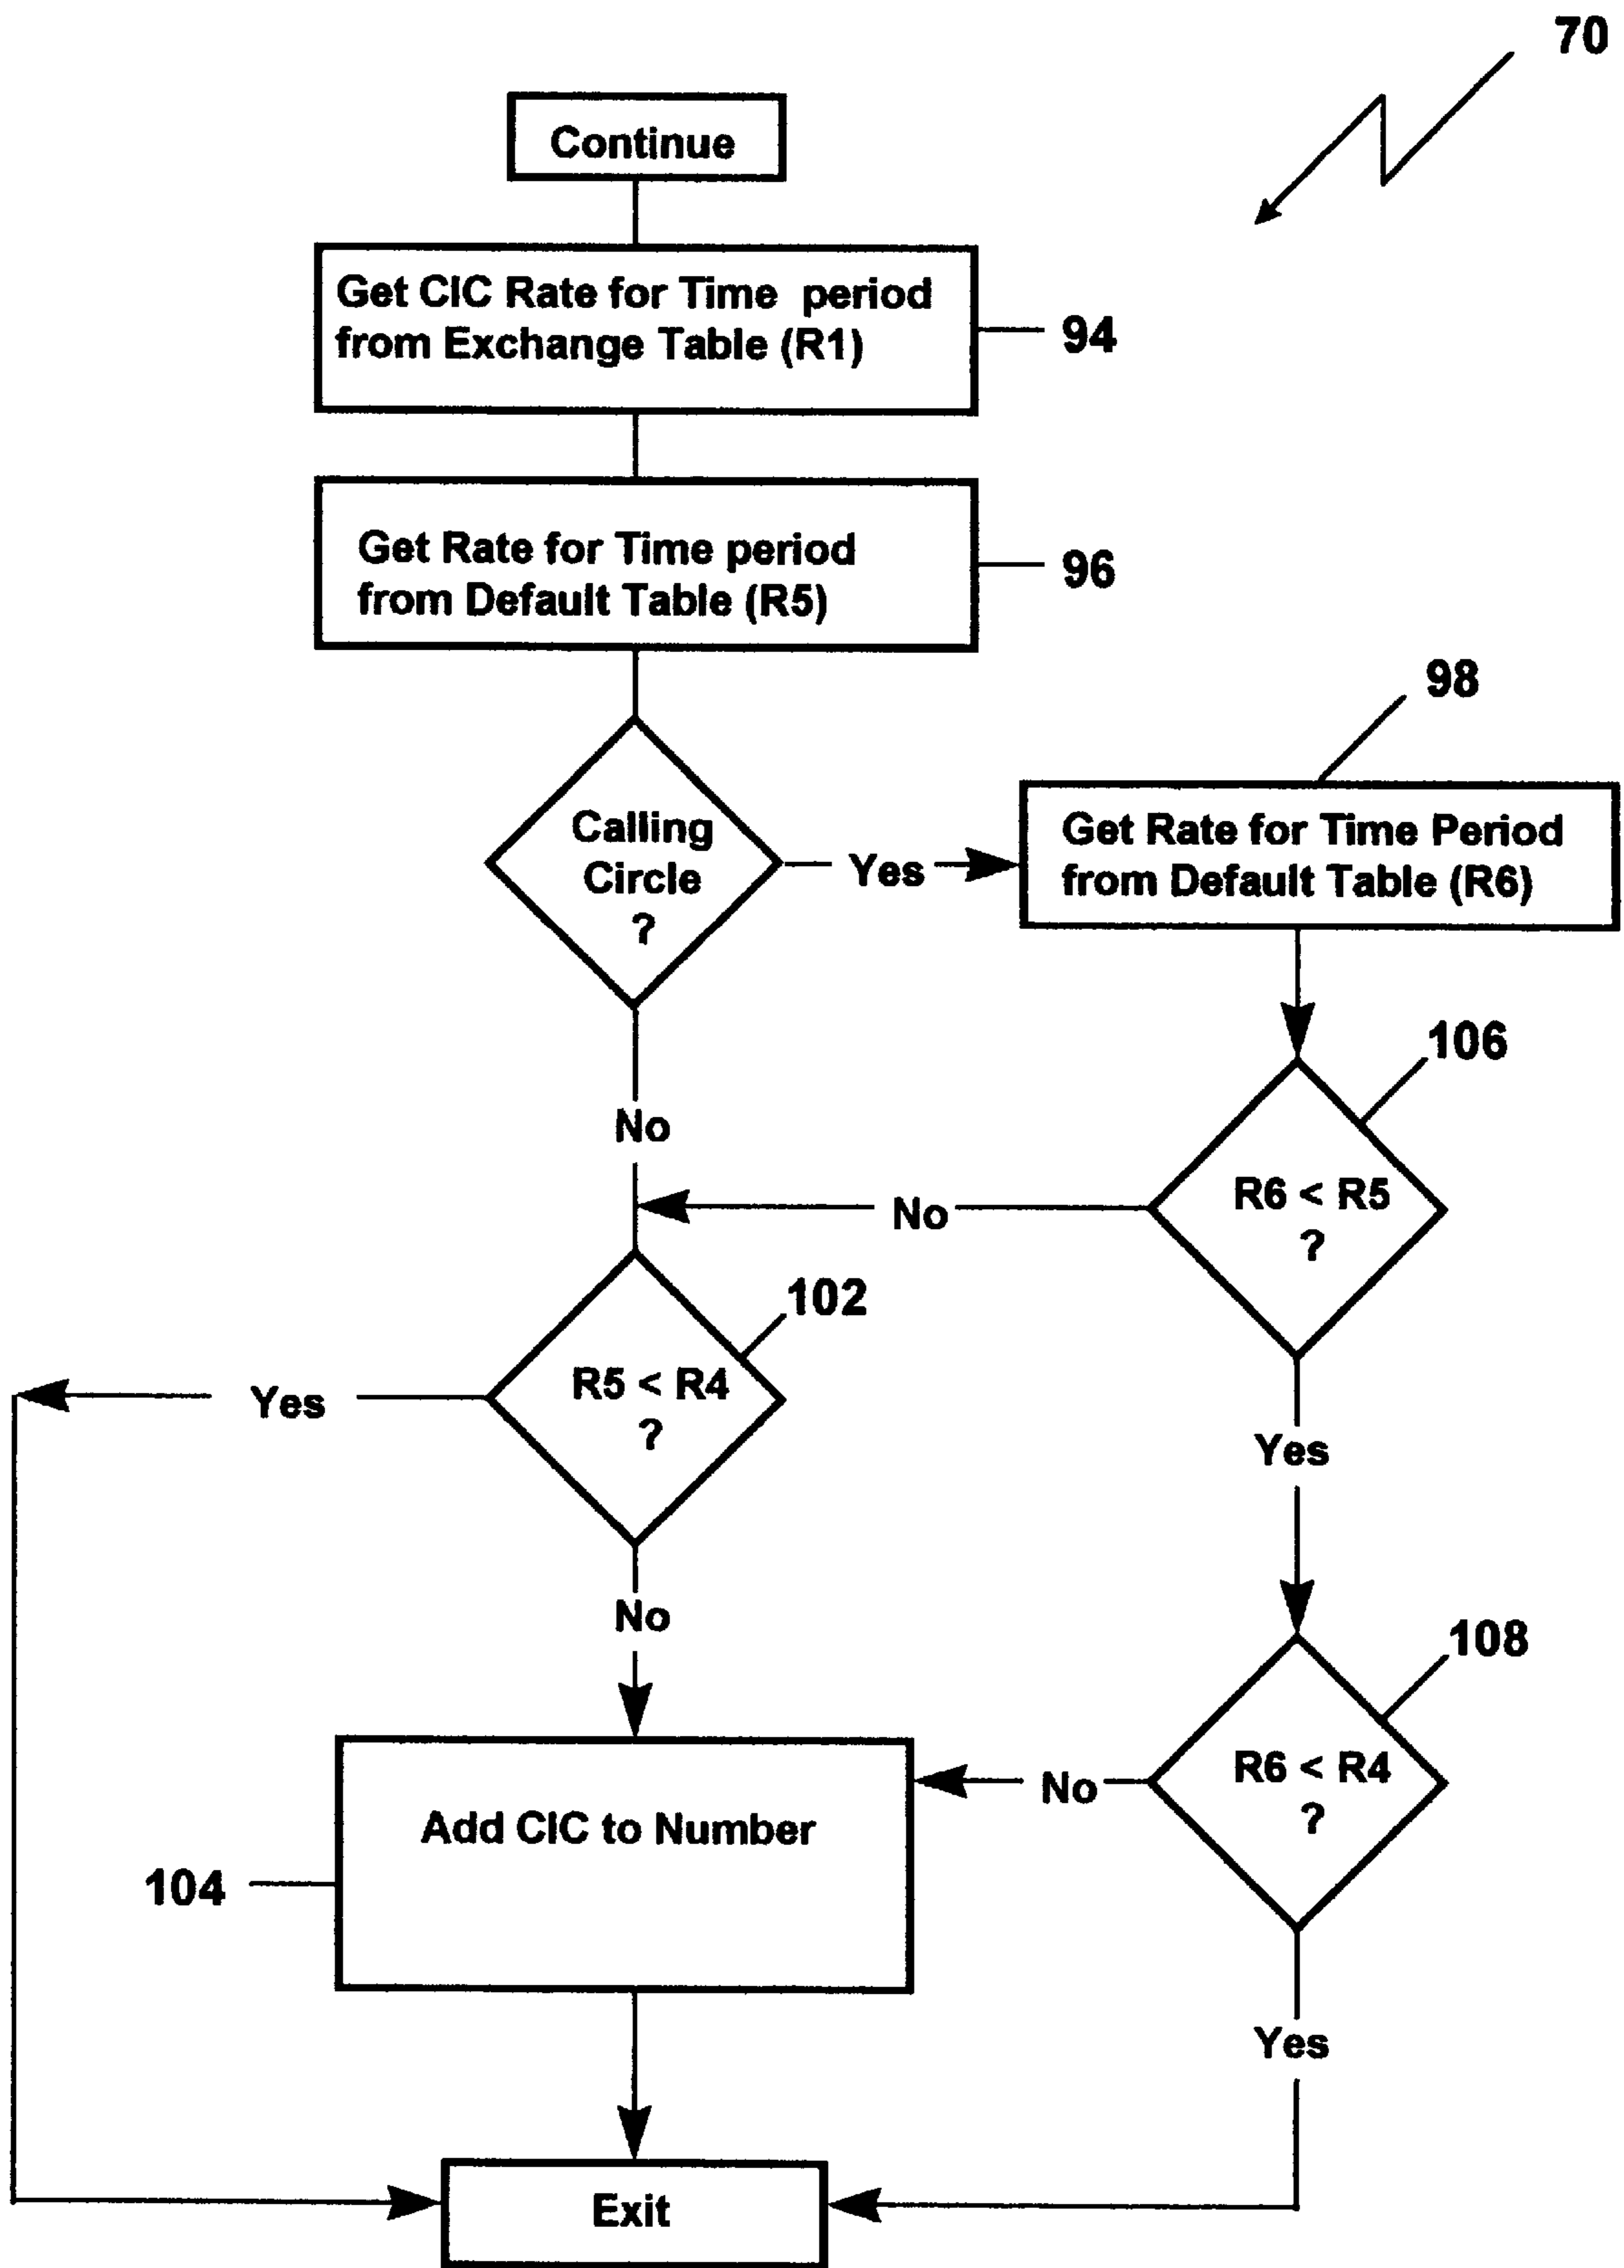 70
Continue
Get CIC Rate for Time period
from Exchange Table (R1)
94
Get Rate for Time period
from Default Table (R5)
96
98
Calling
Circle
?
Yes
Get Rate for Time Period
from Default Table (R6)
No
106
R6 < R5
?
No
102
R5 < R4
?
Yes
Yes
No
108
R6 < R4
?
No
Add CIC to Number
104
Yes
Exit